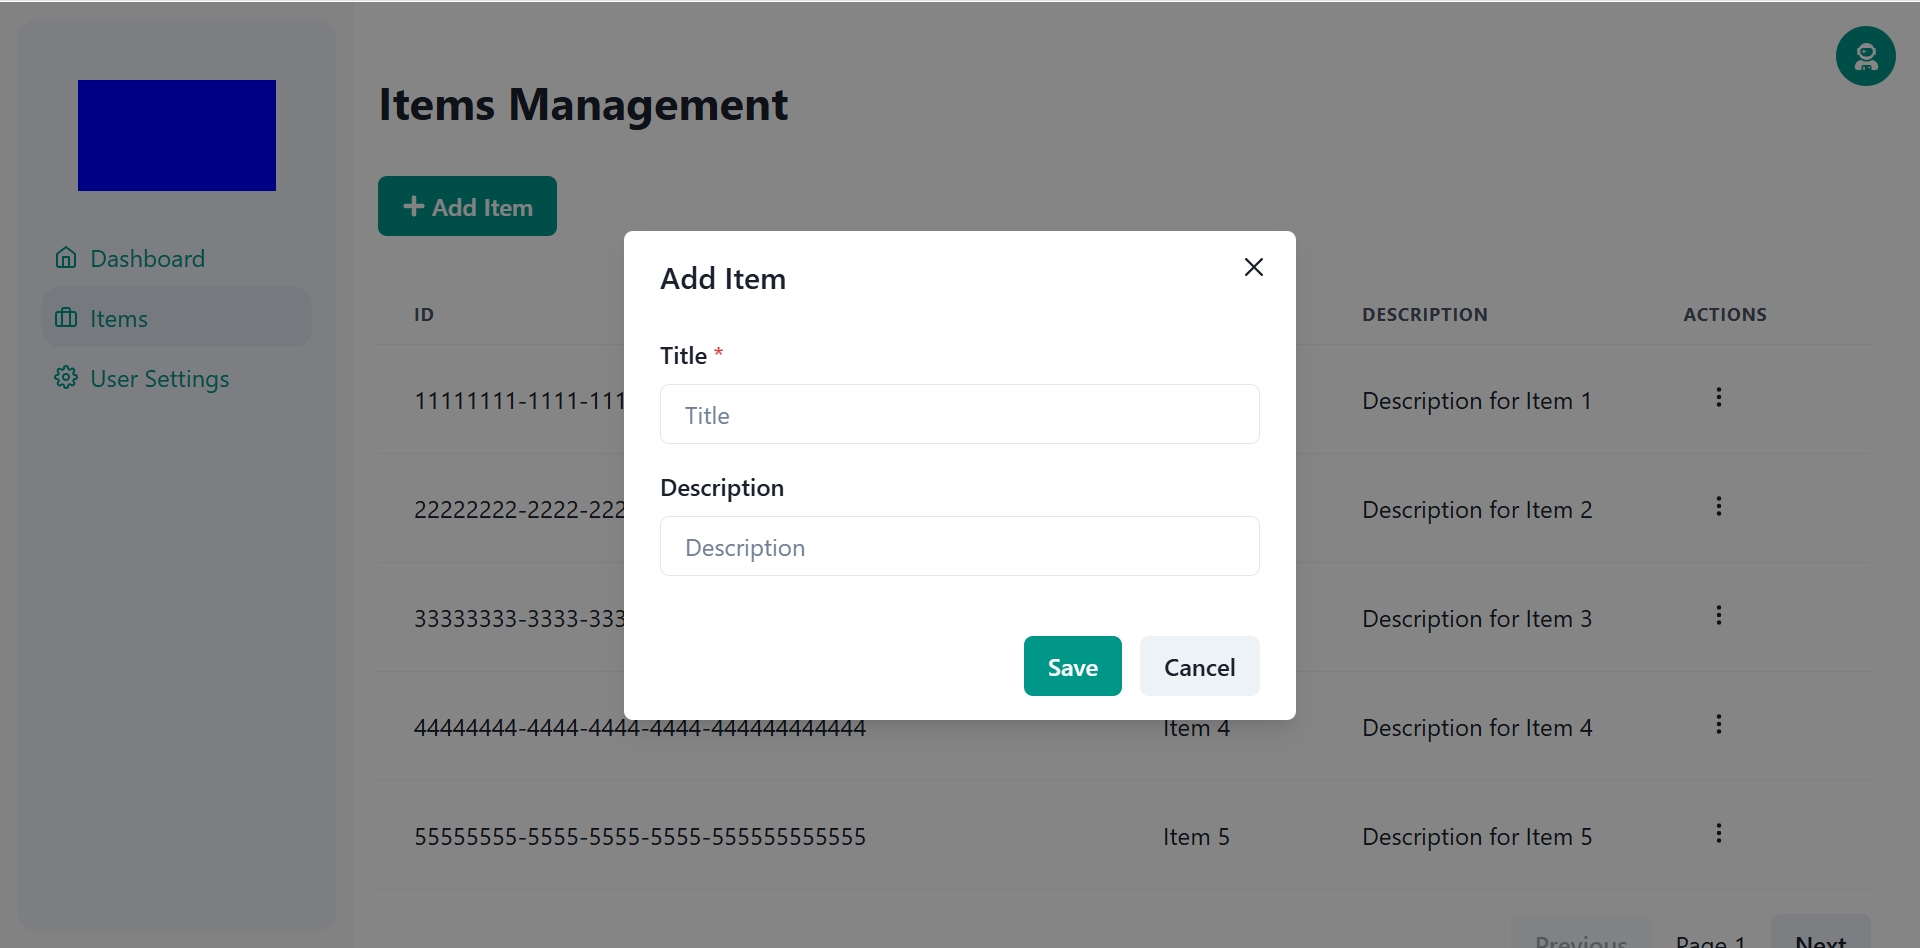 Items Management
Add Item
Dashboard
Items
User Settings
ID
DESCRIPTION
ACTIONS
11111111-1111-111
Description for Item 1
22222222-2222-222
Description for Item 2
33333333-3333-333
Description for Item 3
44444444-4444-4444-4444-444444444444
Item 4
Description for Item 4
55555555-5555-5555-5555-555555555555
Item 5
Description for Item 5
Previous
Page 1
Next
Add Item
Title *
Title
Description
Description
Save
Cancel